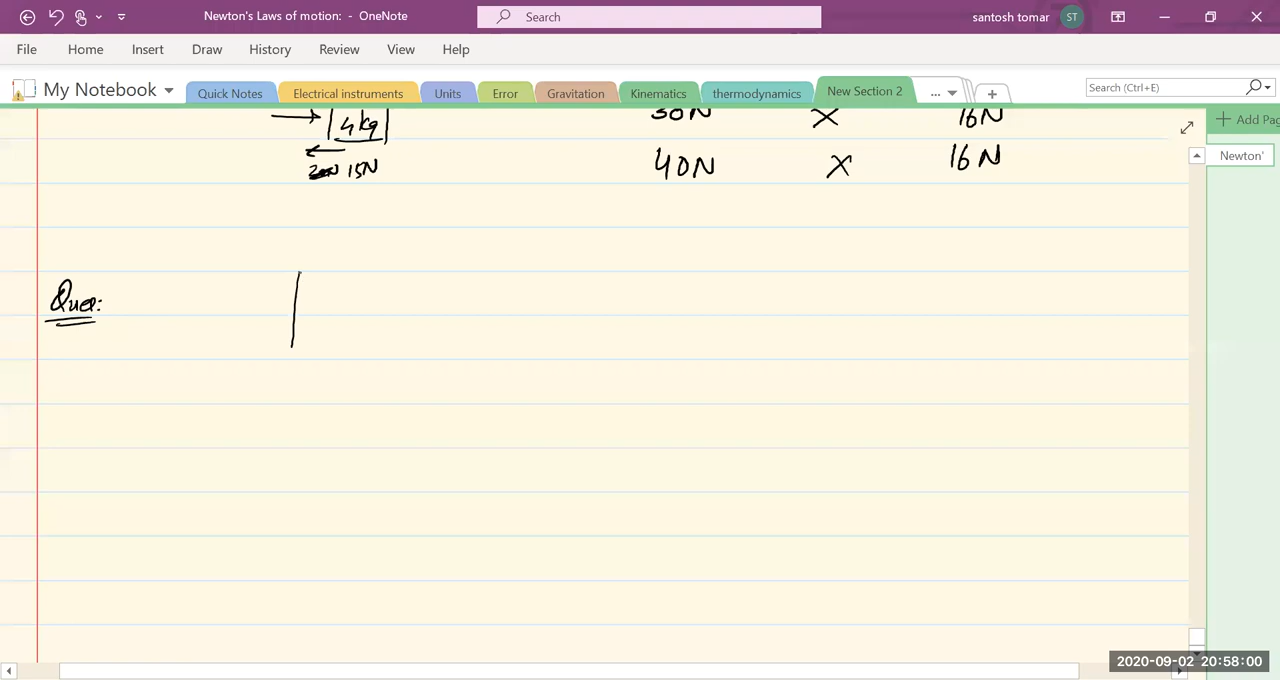 Newton's Laws of motion: - OneNote
Search
santosh tomar ST
File Home Insert Draw History Review View Help
My Notebook
Quick Notes Electrical instruments Units Error Gravitation Kinematics thermodynamics New Section 2 ...
Search (Ctrl+E)
Add Pag
Newton'
4kg 30N X 16N
15N 40N X 16N
Ques:
2020-09-02 20:58:00